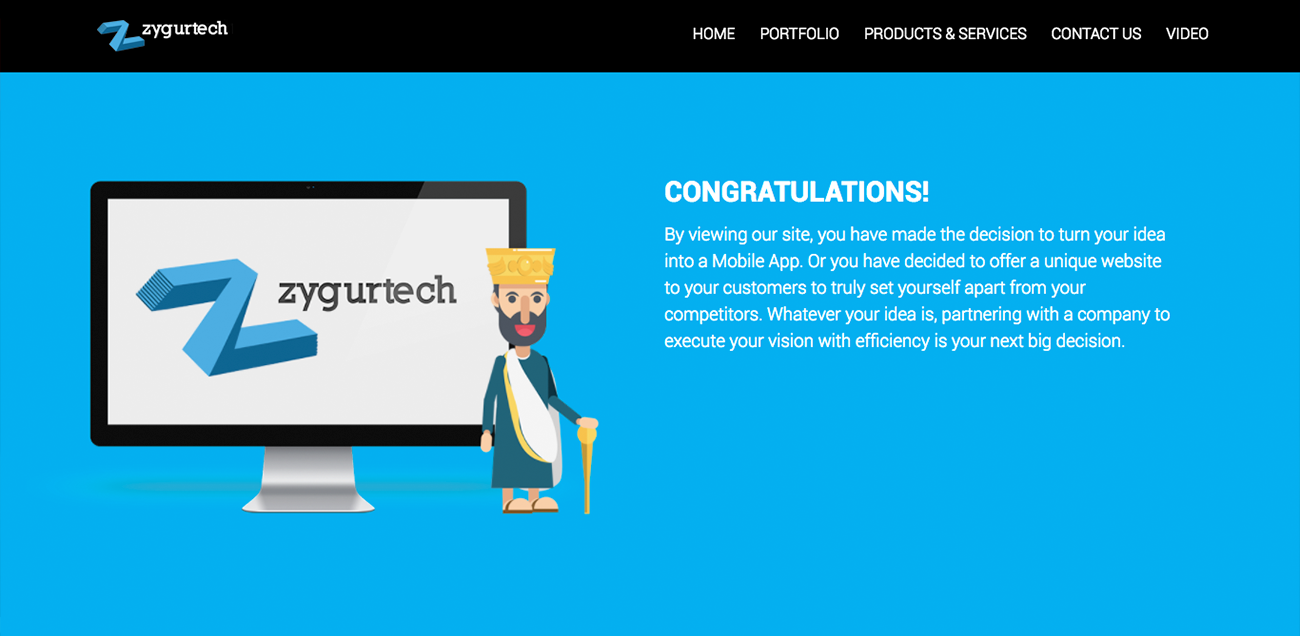 zygurtech
HOME PORTFOLIO PRODUCTS & SERVICES CONTACT US VIDEO
zygurtech
CONGRATULATIONS!
By viewing our site, you have made the decision to turn your idea
into a Mobile App. Or you have decided to offer a unique website
to your customers to truly set yourself apart from your
competitors. Whatever your idea is, partnering with a company to
execute your vision with efficiency is your next big decision.